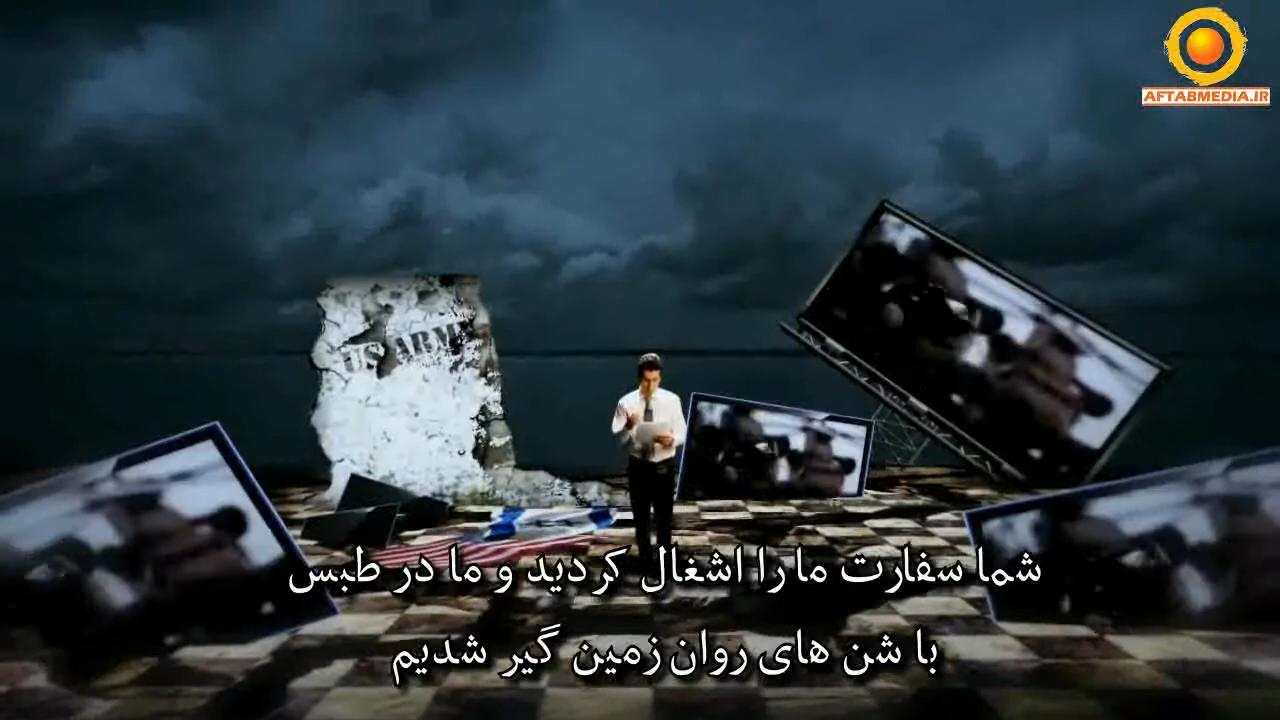 AFTABMEDIA.IR
US ARMY
شما سفارت ما را اشغال کردید و ما در طبس
با شن های روان زمین گیر شدیم